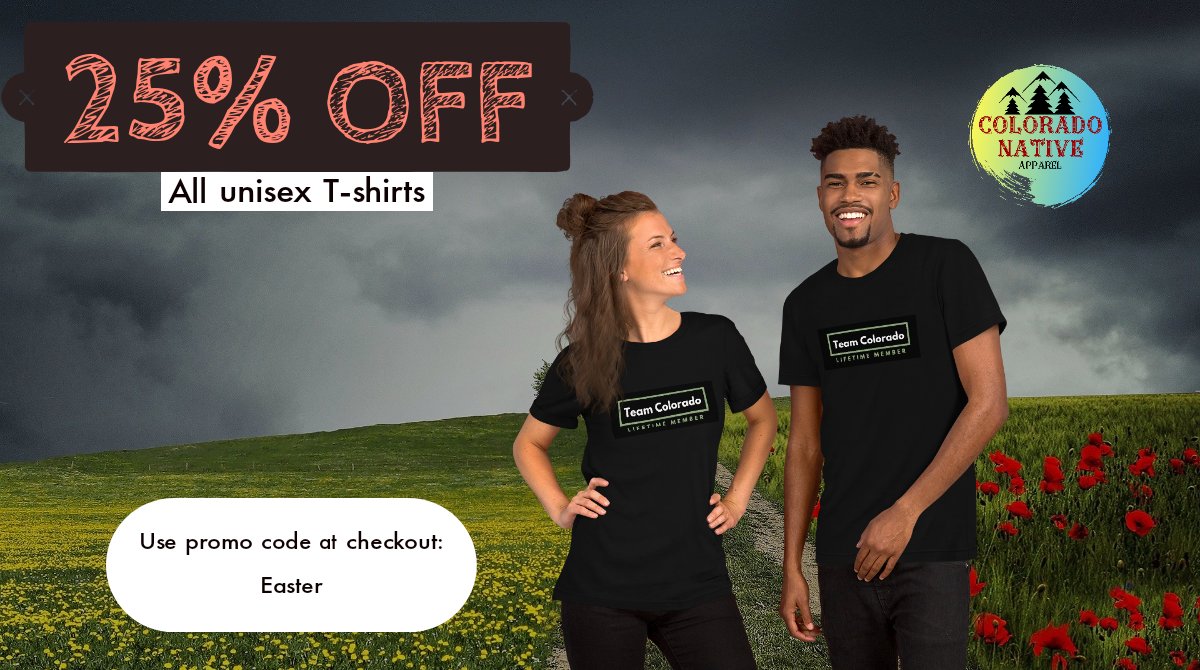 25% OFF
All unisex T-shirts
COLORADO
NATIVE
APPAREL
Team Colorado
LIFETIME MEMBER
Team Colorado
LIFETIME MEMBER
Use promo code at checkout:
Easter